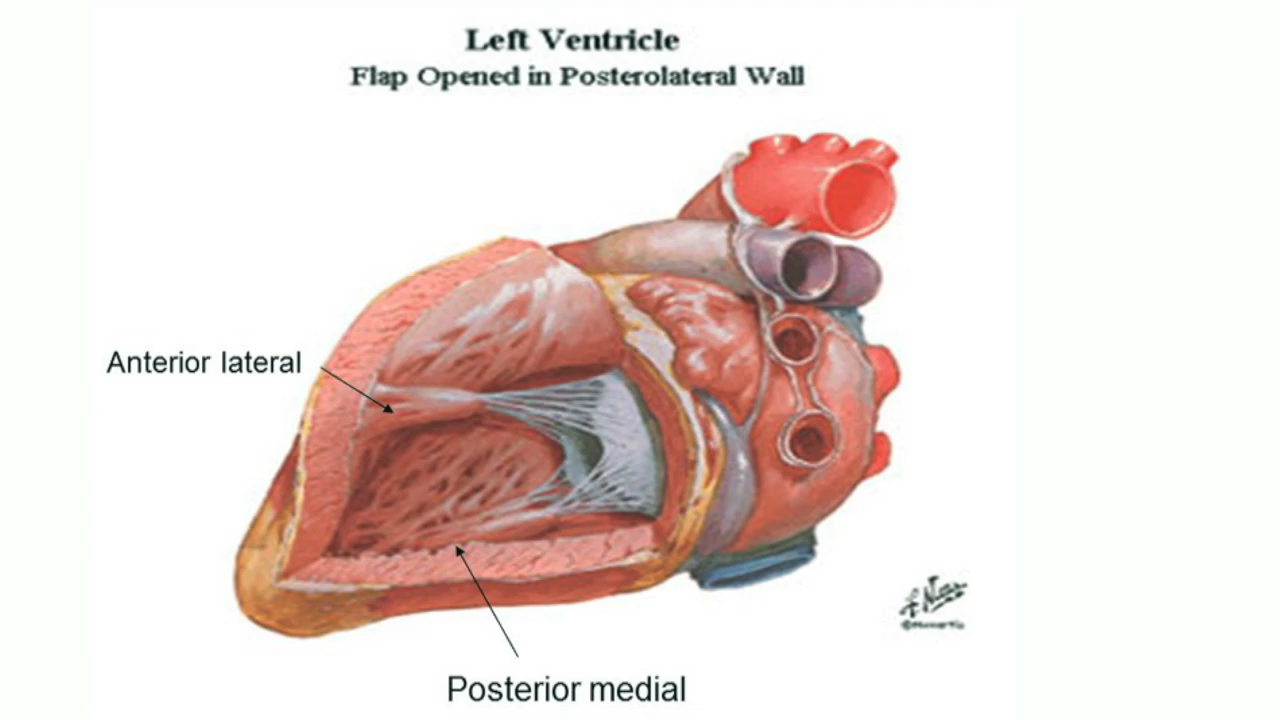 Left Ventricle
Flap Opened in Posterolateral Wall
Anterior lateral
Posterior medial